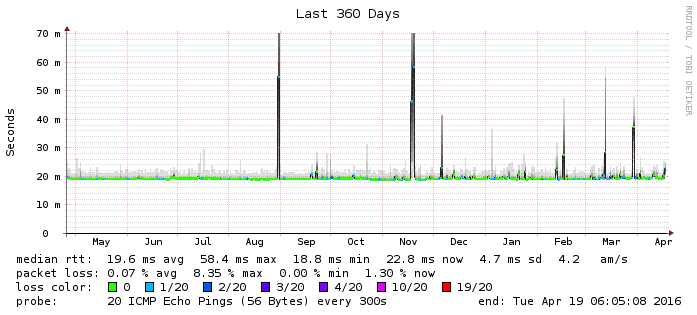 Last 360 Days
RRDTOOL / TOBI OETIKER
Seconds
70 m
60 m
50 m
40 m
30 m
20 m
10 m
0
May Jun Jul Aug Sep Oct Nov Dec Jan Feb Mar Apr
median rtt: 19.6 ms avg 58.4 ms max 18.8 ms min 22.8 ms now 4.7 ms sd 4.2 am/s
packet loss: 0.07 % avg 8.35 % max 0.00 % min 1.30 % now
loss color: 0 1/20 2/20 3/20 4/20 10/20 19/20
probe: 20 ICMP Echo Pings (56 Bytes) every 300s end: Tue Apr 19 06:05:08 2016